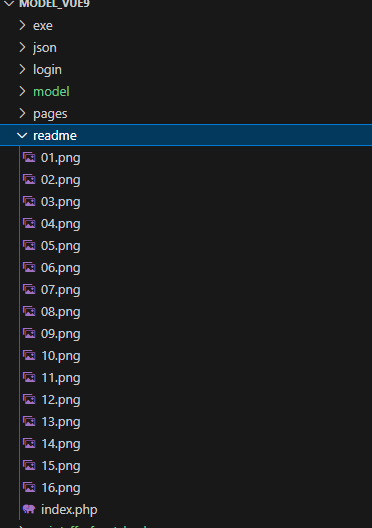 MODEL_VUE9
exe
json
login
model
pages
readme
01.png
02.png
03.png
04.png
05.png
06.png
07.png
08.png
09.png
10.png
11.png
12.png
13.png
14.png
15.png
16.png
index.php